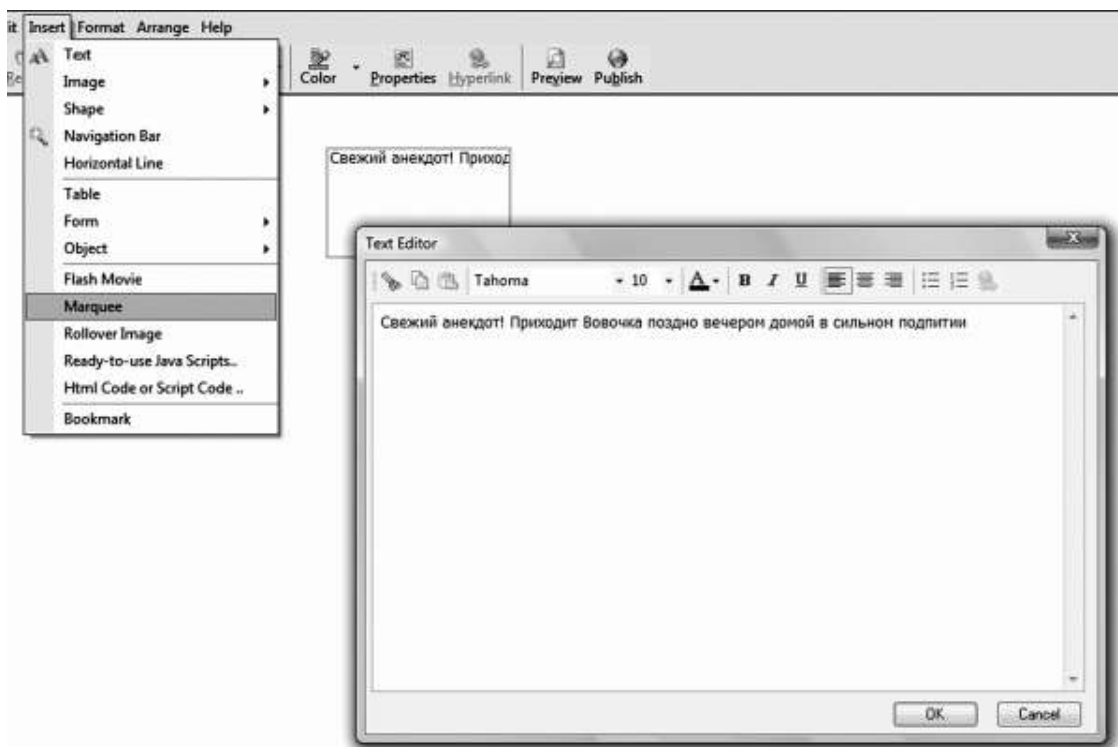 it Insert Format Arrange Help
Text
Image
Shape
Navigation Bar
Horizontal Line
Table
Form
Object
Flash Movie
Marquee
Rollover Image
Ready-to-use Java Scripts..
Html Code or Script Code ..
Bookmark
Color Properties Hyperlink Preview Publish
Свежий анекдот! Приход
Text Editor
Tahoma 10 A B I U
Свежий анекдот! Приходит Вовочка поздно вечером домой в сильном подпитии
OK Cancel